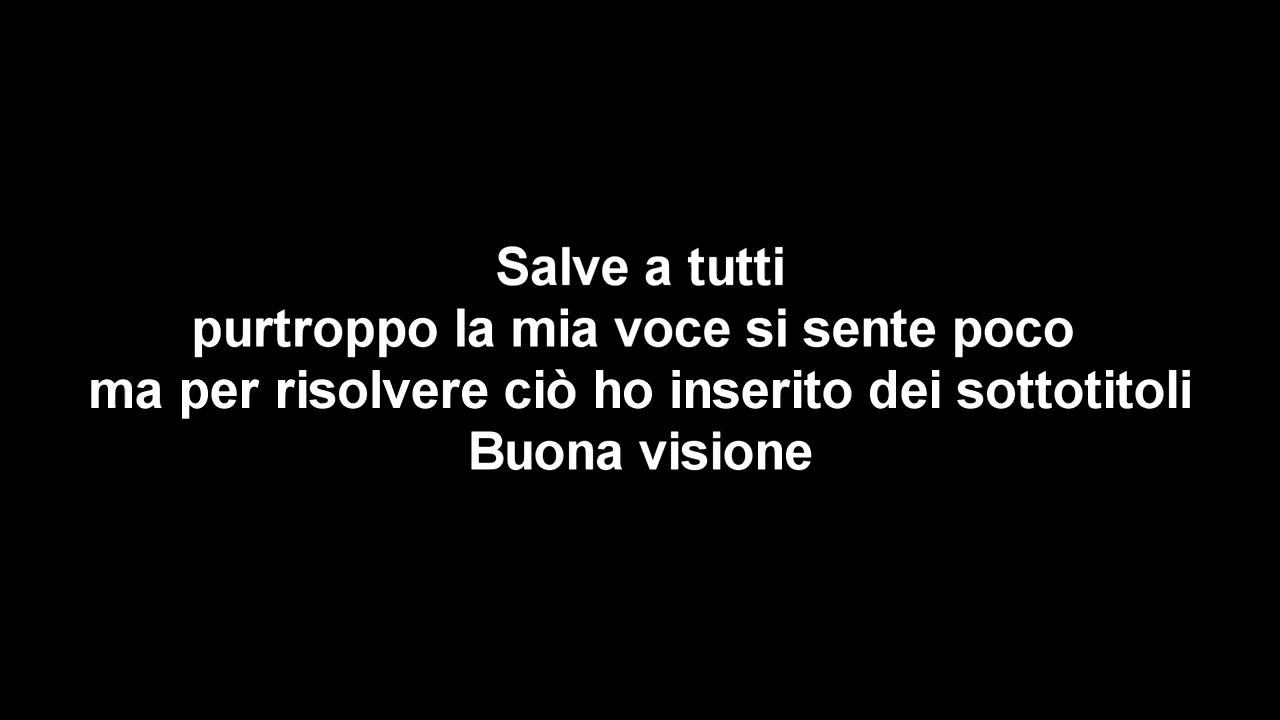 Salve a tutti
purtroppo la mia voce si sente poco
ma per risolvere ciò ho inserito dei sottotitoli
Buona visione